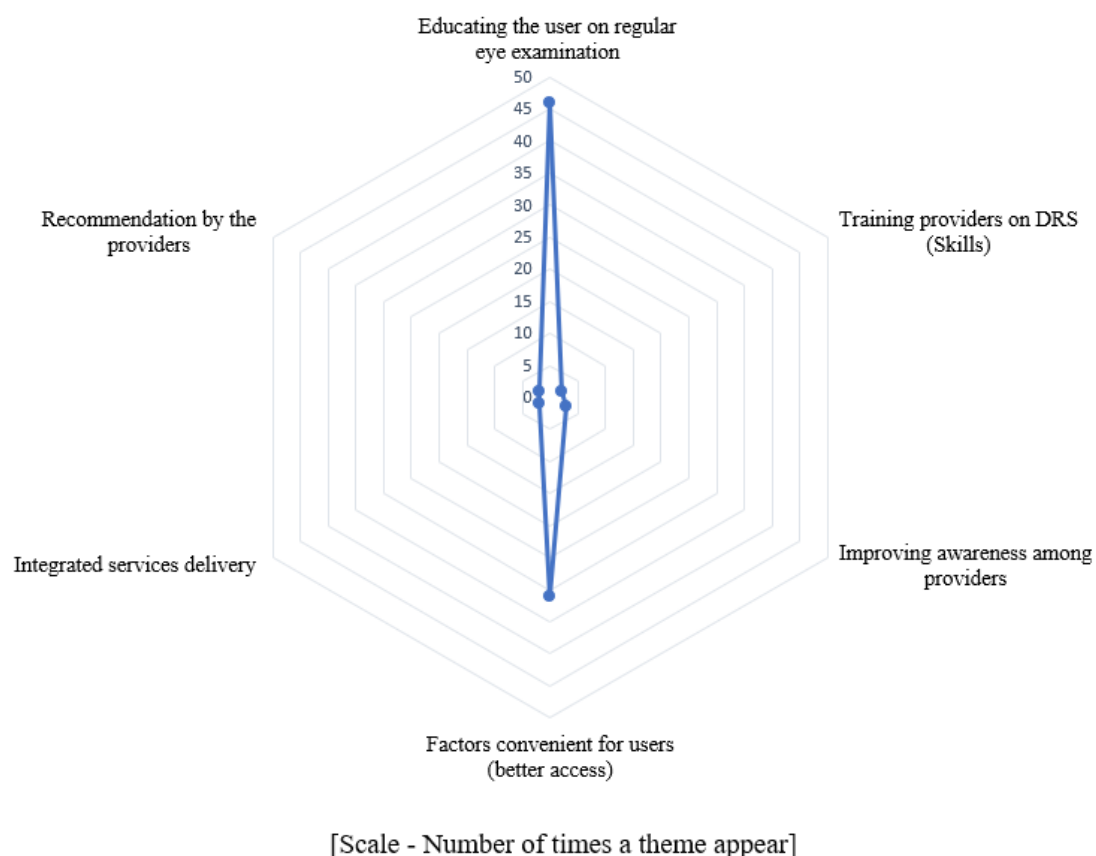 Educating the user on regular
eye examination
50
45
40
35
30
25
20
15
10
5
0
Training providers on DRS
(Skills)
Improving awareness among
providers
Factors convenient for users
(better access)
Integrated services delivery
Recommendation by the
providers
[Scale - Number of times a theme appear]